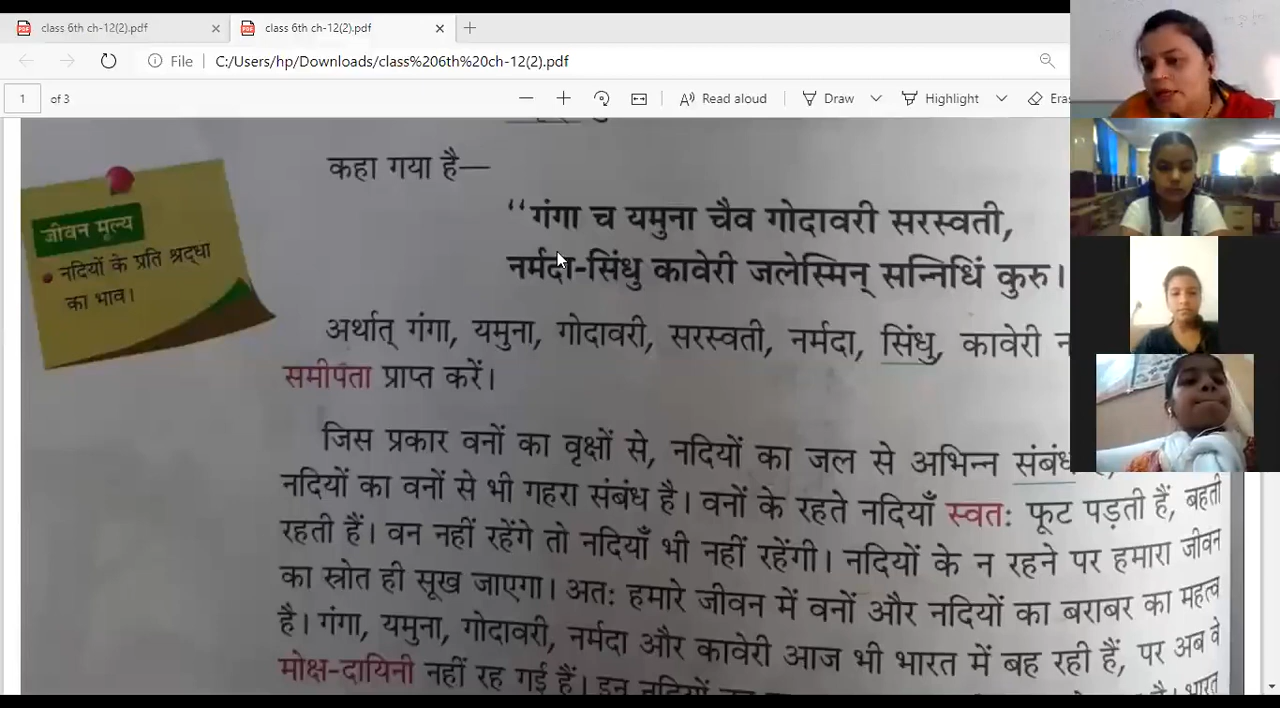 class 6th ch-12(2).pdf
class 6th ch-12(2).pdf
File
C:/Users/hp/Downloads/class%206th%20ch-12(2).pdf
1 of 3
Read aloud
Draw
Highlight
Eras
कहा गया है—
“गंगा च यमुना चैव गोदावरी सरस्वती,
नर्मदा-सिंधु कावेरी जलेस्मिन् सन्निधिं कुरु।
जीवन मूल्य
• नदियों के प्रति श्रद्धा
का भाव।
अर्थात् गंगा, यमुना, गोदावरी, सरस्वती, नर्मदा, सिंधु, कावेरी
समीपता प्राप्त करें।
जिस प्रकार वनों का वृक्षों से, नदियों का जल से अभिन्न संबंध
नदियों का वनों से भी गहरा संबंध है। वनों के रहते नदियाँ स्वतः फूट पड़ती हैं, बहती
रहती हैं। वन नहीं रहेंगे तो नदियाँ भी नहीं रहेंगी। नदियों के न रहने पर हमारा जीवन
का स्रोत ही सूख जाएगा। अतः हमारे जीवन में वनों और नदियों का बराबर का महत्व
है। गंगा, यमुना, गोदावरी, नर्मदा और कावेरी आज भी भारत में बह रही हैं, पर अब वे
मोक्ष-दायिनी नहीं रह गई हैं। इन नदियों
भारत